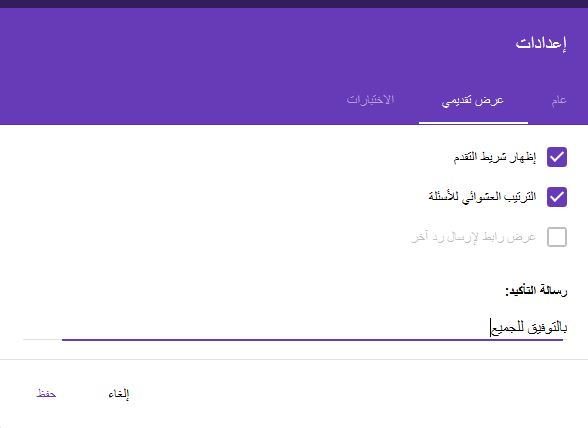 إعدادات
عام
عرض تقديمي
الاختبارات
إظهار شريط التقدم
الترتيب العشوائي للأسئلة
عرض رابط لإرسال رد آخر
رسالة التأكيد:
بالتوفيق للجميع
إلغاء
حفظ